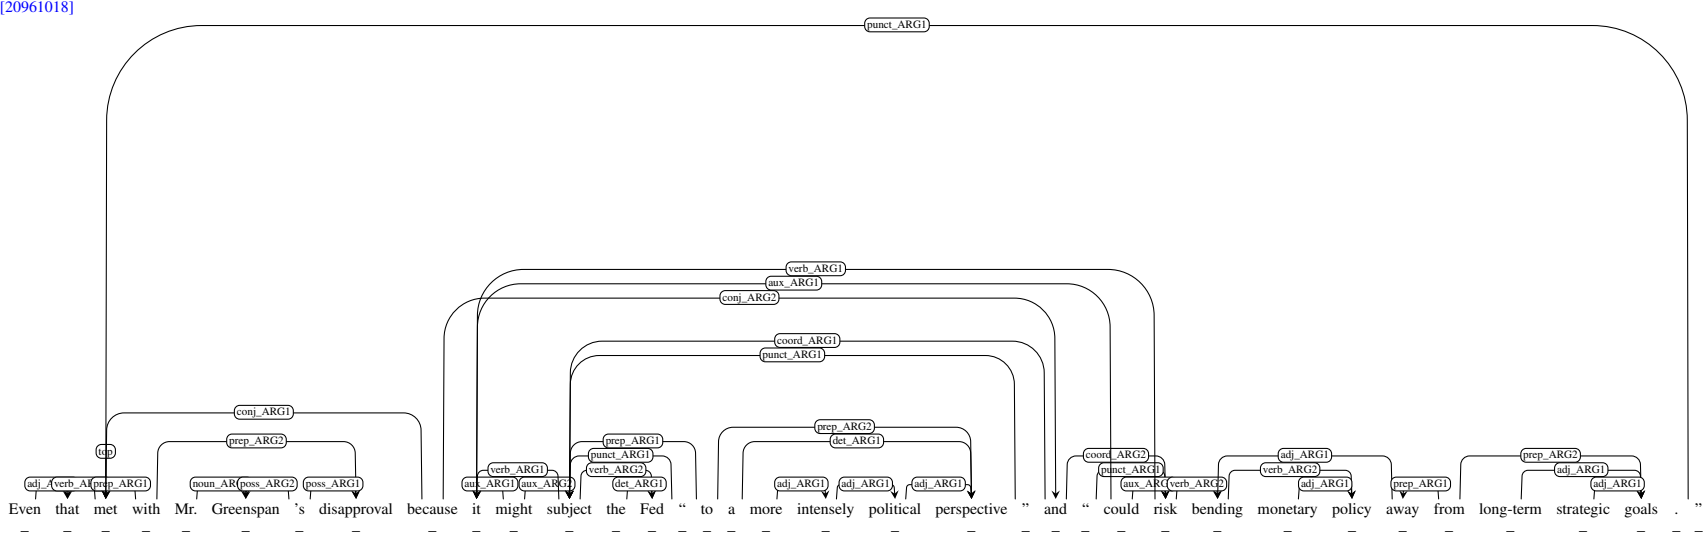 [20961018]
punct_ARG1
verb_ARG1
aux_ARG1
conj_ARG2
coord_ARG1
punct_ARG1
conj_ARG1
prep_ARG2
det_ARG1
prep_ARG2
prep_ARG1
top
punct_ARG1
coord_ARG2
adj_ARG1
prep_ARG2
verb_ARG1
verb_ARG2
punct_ARG1
verb_ARG2
adj_ARG1
prep_ARG1
poss_ARG2
poss_ARG1
aux_ARG1
det_ARG1
adj_ARG1
adj_ARG1
adj_ARG1
verb_ARG2
adj_ARG1
prep_ARG1
adj_ARG1
Even that met with Mr. Greenspan 's disapproval because it might subject the Fed “ to a more intensely political perspective ” and “ could risk bending monetary policy away from long-term strategic goals . ”
_ _ _ _ _ _ _ _ _ _ _ _ _ _ _ _ _ _ _ _ _ _ _ _ _ _ _ _ _ _ _ _ _ _ _ _